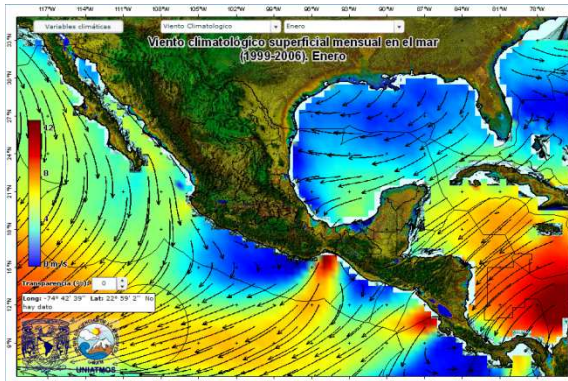 Variables climáticas
Viento Climatologico
Enero
Viento climatologico superficial mensual en el mar
(1999-2006). Enero
117°W
114°W
111°W
108°W
105°W
102°W
99°W
96°W
93°W
90°W
87°W
84°W
81°W
78°W
33°N
30°N
27°N
24°N
21°N
18°N
15°N
12°N
9°N
12
8
4
0 m/s
Transparencia (%):
0
Long: -74° 42' 39'' Lat: 22° 59' 2'' No
hay dato
UNIATMOS